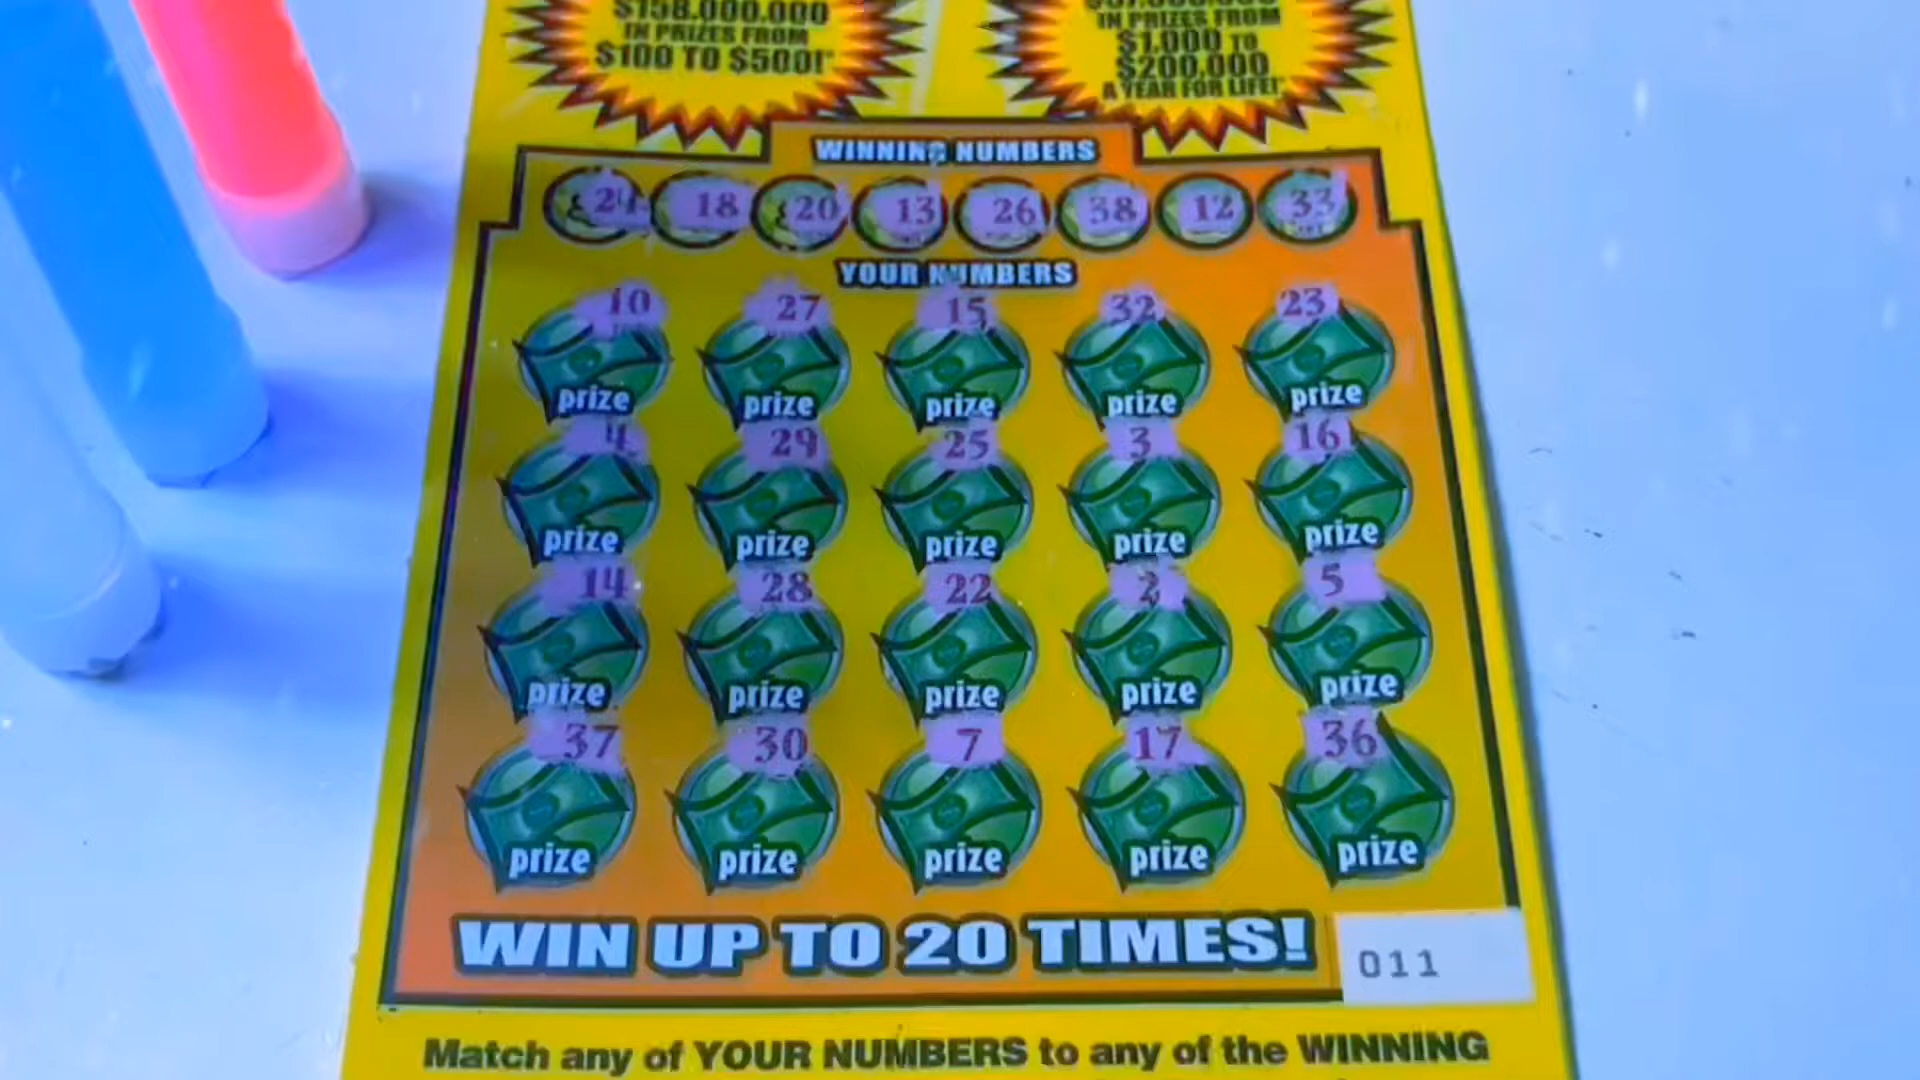 $158,000,000
IN PRIZES FROM
$100 TO $500!*
IN PRIZES FROM
$1,000 TO
$200,000
A YEAR FOR LIFE!*
WINNING NUMBERS
24 18 20 13 26 38 12 33
YOUR NUMBERS
10 27 15 32 23
prize prize prize prize prize
4 29 25 3 16
prize prize prize prize prize
14 28 22 2 5
prize prize prize prize prize
37 30 7 17 36
prize prize prize prize prize
WIN UP TO 20 TIMES!
011
Match any of YOUR NUMBERS to any of the WINNING